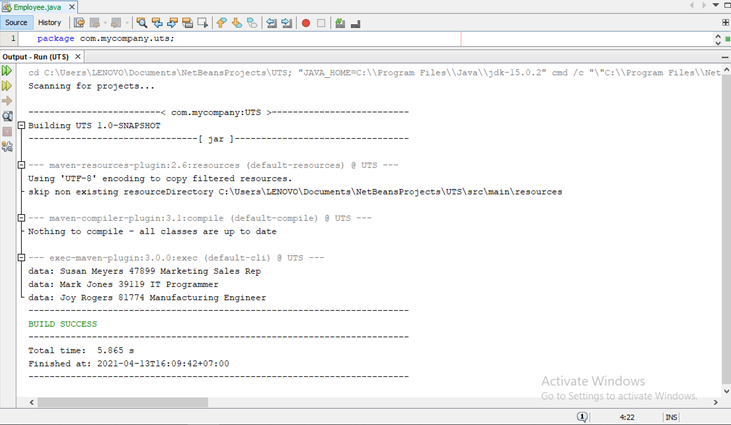 Employee.java
Source History
1 package com.mycompany.uts;
Output - Run (UTS)
cd C:\Users\LENOVO\Documents\NetBeansProjects\UTS; "JAVA_HOME=C:\\Program Files\\Java\\jdk-15.0.2" cmd /c "\"C:\\Program Files\\Net
Scanning for projects...
-------------------------< com.mycompany:UTS >--------------------------
Building UTS 1.0-SNAPSHOT
--------------------------------[ jar ]---------------------------------
--- maven-resources-plugin:2.6:resources (default-resources) @ UTS ---
Using 'UTF-8' encoding to copy filtered resources.
skip non existing resourceDirectory C:\Users\LENOVO\Documents\NetBeansProjects\UTS\src\main\resources
--- maven-compiler-plugin:3.1:compile (default-compile) @ UTS ---
Nothing to compile - all classes are up to date
--- exec-maven-plugin:3.0.0:exec (default-cli) @ UTS ---
data: Susan Meyers 47899 Marketing Sales Rep
data: Mark Jones 39119 IT Programmer
data: Joy Rogers 81774 Manufacturing Engineer
------------------------------------------------------------------------
BUILD SUCCESS
------------------------------------------------------------------------
Total time:  5.865 s
Finished at: 2021-04-13T16:09:42+07:00
------------------------------------------------------------------------
Activate Windows
Go to Settings to activate Windows.
1 4:22 INS